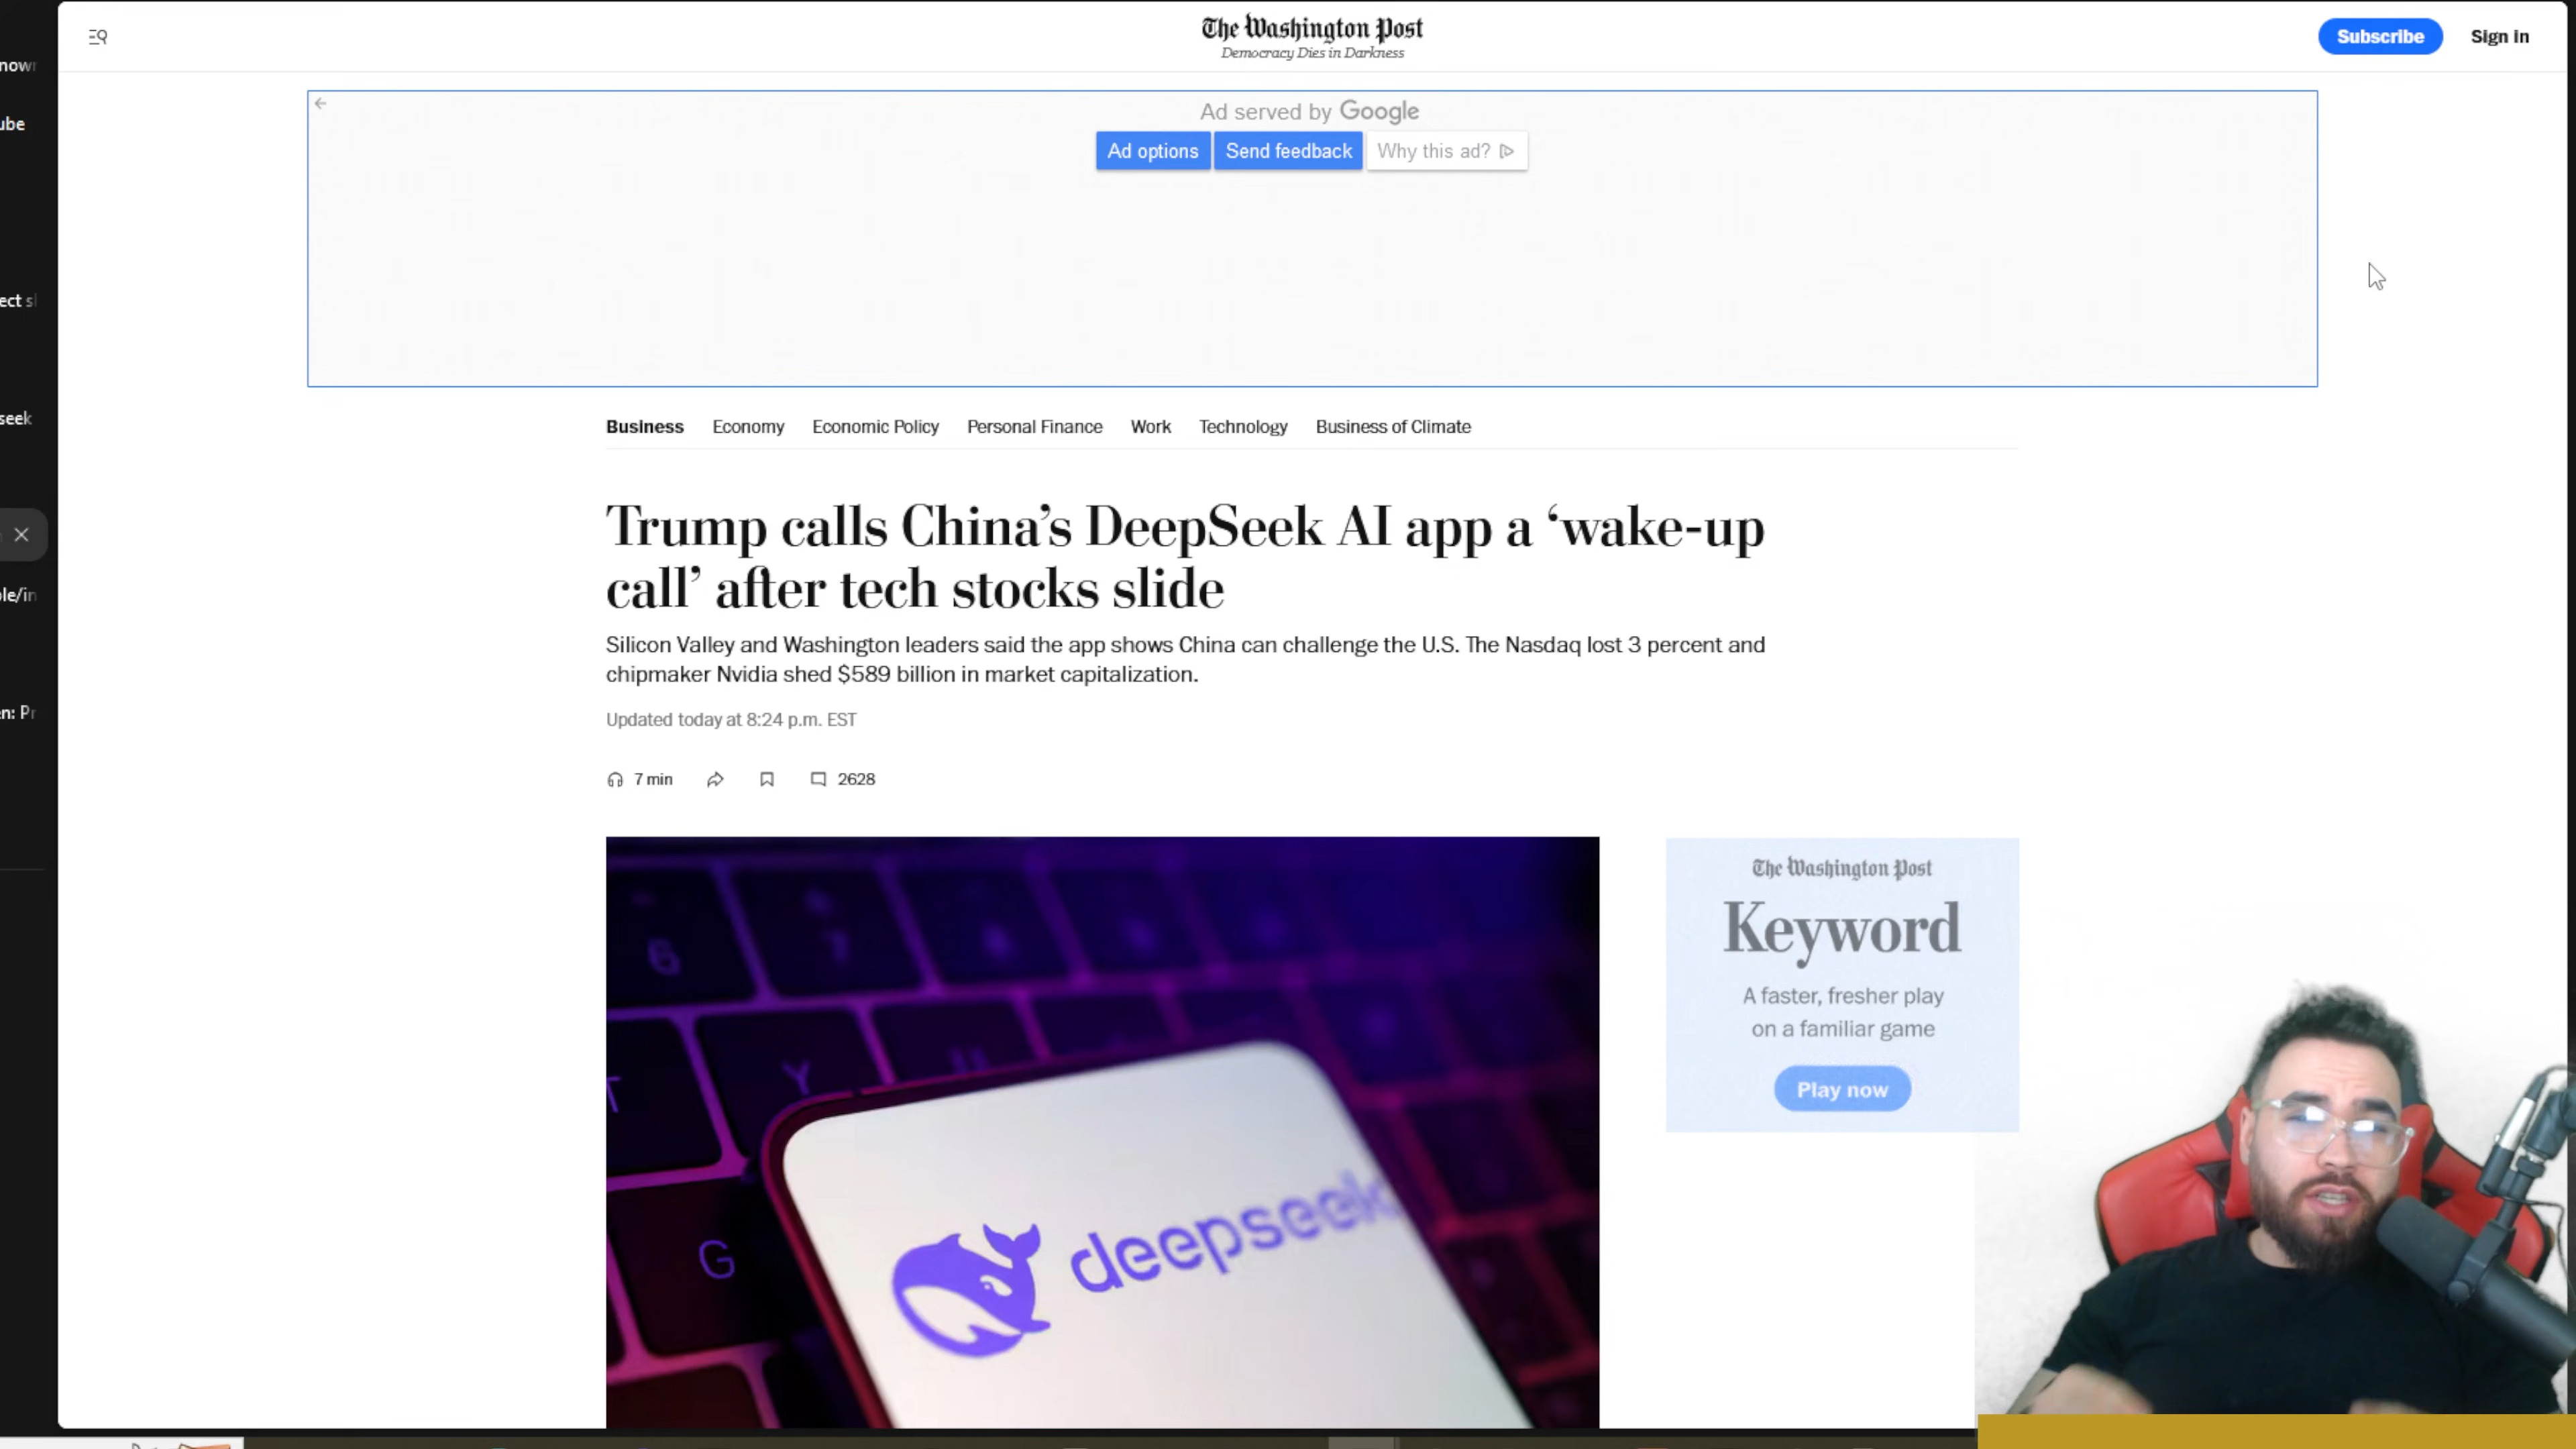 The Washington Post
Democracy Dies in Darkness
Subscribe
Sign in
Ad served by Google
Ad options
Send feedback
Why this ad?
Business
Economy
Economic Policy
Personal Finance
Work
Technology
Business of Climate
Trump calls China’s DeepSeek AI app a ‘wake-up
call’ after tech stocks slide
Silicon Valley and Washington leaders said the app shows China can challenge the U.S. The Nasdaq lost 3 percent and
chipmaker Nvidia shed $589 billion in market capitalization.
Updated today at 8:24 p.m. EST
7 min
2628
6
T Y
G
deepseek
The Washington Post
Keyword
A faster, fresher play
on a familiar game
Play now